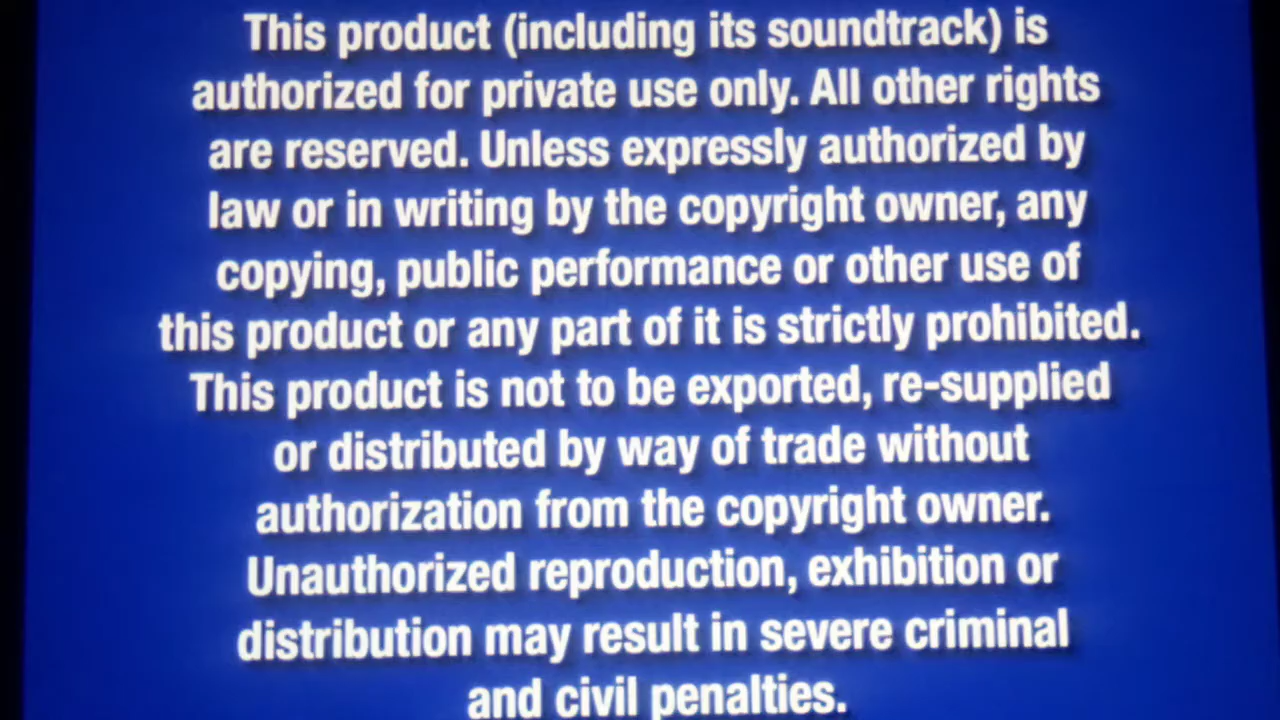 This product (including its soundtrack) is
authorized for private use only. All other rights
are reserved. Unless expressly authorized by
law or in writing by the copyright owner, any
copying, public performance or other use of
this product or any part of it is strictly prohibited.
This product is not to be exported, re-supplied
or distributed by way of trade without
authorization from the copyright owner.
Unauthorized reproduction, exhibition or
distribution may result in severe criminal
and civil penalties.